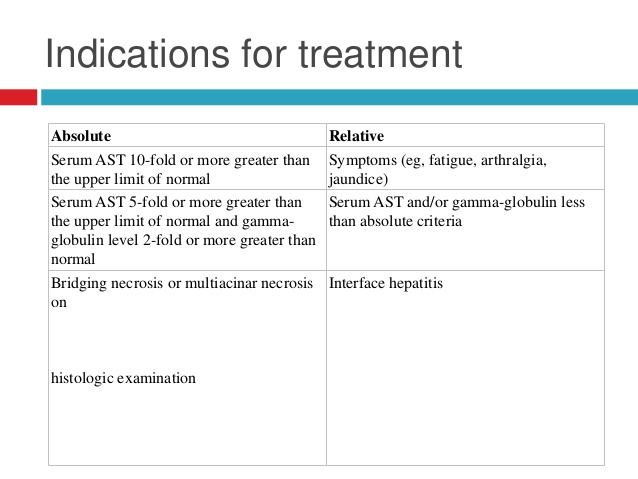 Indications for treatment
Absolute
Relative
Serum AST 10-fold or more greater than
the upper limit of normal
Symptoms (eg, fatigue, arthralgia,
jaundice)
Serum AST 5-fold or more greater than
the upper limit of normal and gamma-
globulin level 2-fold or more greater than
normal
Serum AST and/or gamma-globulin less
than absolute criteria
Bridging necrosis or multiacinar necrosis
on
histologic examination
Interface hepatitis